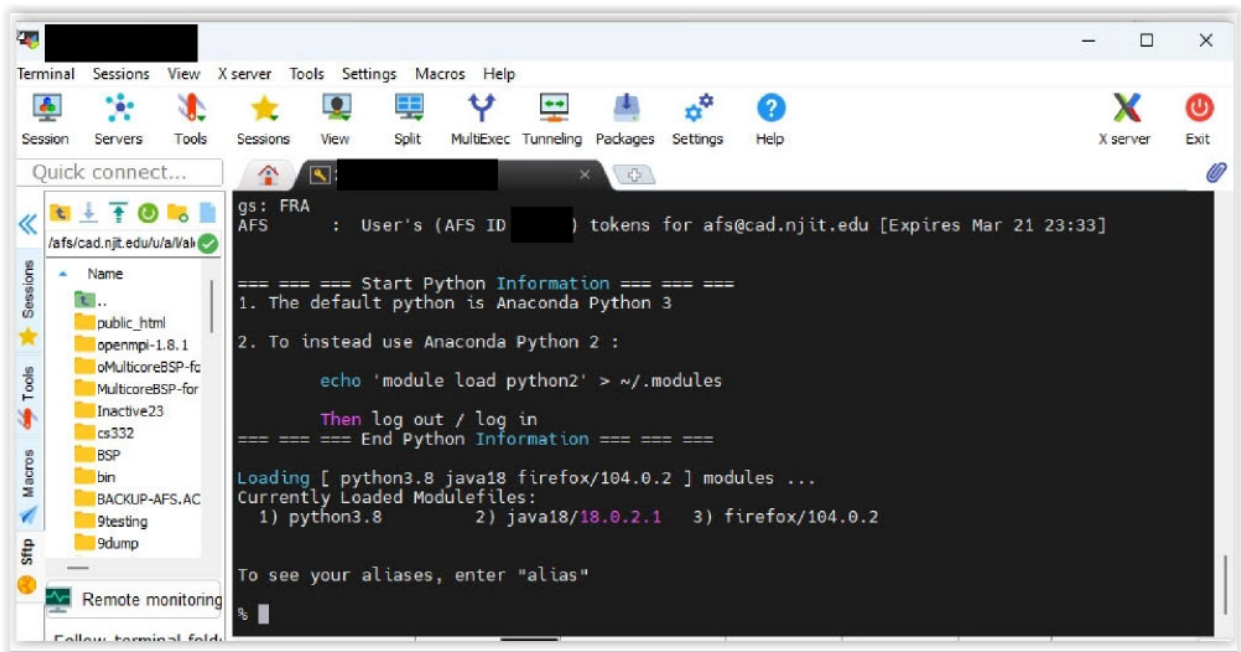 Terminal Sessions View X server Tools Settings Macros Help
Session Servers Tools Sessions View Split MultiExec Tunneling Packages Settings Help X server Exit
Quick connect...
/afs/cad.njit.edu/u/a/l/
Name
..
public_html
openmpi-1.8.1
oMulticoreBSP-fo
MulticoreBSP-for
Inactive23
cs332
BSP
bin
BACKUP-AFS.AC
9testing
9dump
Remote monitoring
Sessions
Tools
Macros
Sftp
gs: FRA
AFS : User's (AFS ID ) tokens for afs@cad.njit.edu [Expires Mar 21 23:33]
=== === === Start Python Information === === ===
1. The default python is Anaconda Python 3
2. To instead use Anaconda Python 2 :
echo 'module load python2' > ~/.modules
Then log out / log in
=== === === End Python Information === === ===
Loading [ python3.8 java18 firefox/104.0.2 ] modules ...
Currently Loaded Modulefiles:
1) python3.8 2) java18/18.0.2.1 3) firefox/104.0.2
To see your aliases, enter "alias"
%